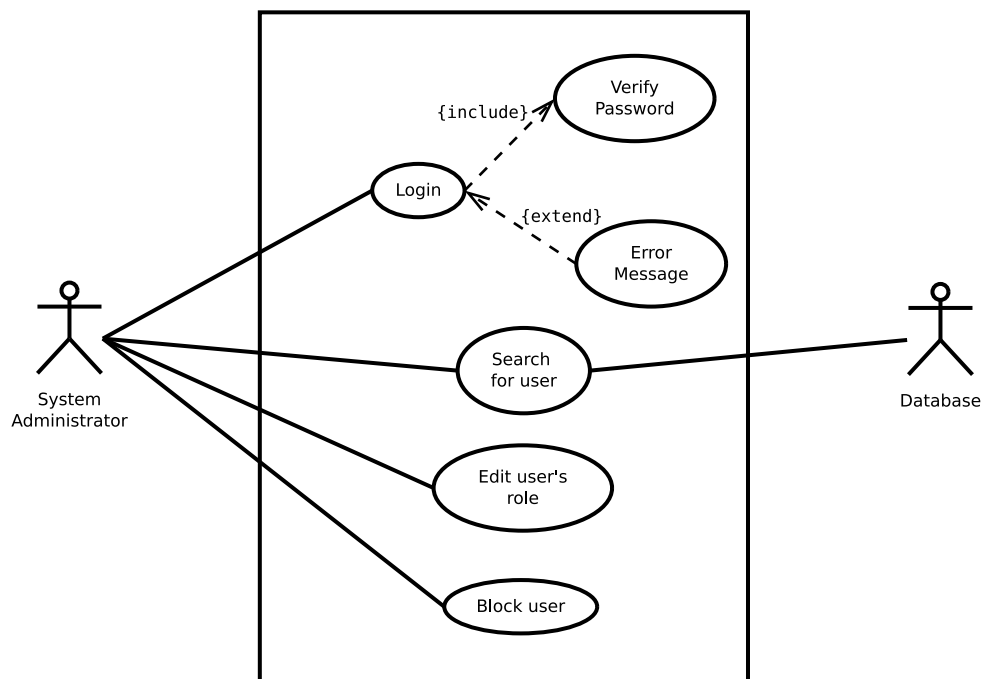 Verify
Password
{include}
Login
{extend}
Error
Message
Search
for user
System
Administrator
Database
Edit user's
role
Block user